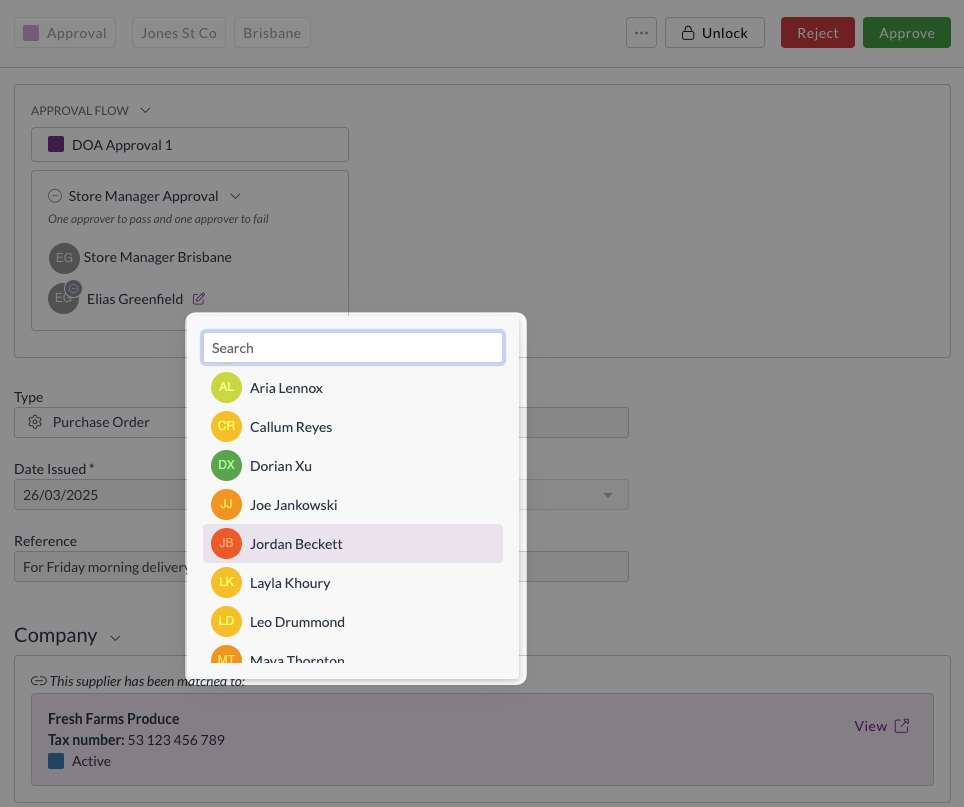 Approval
Jones St Co
Brisbane
Unlock
Reject
Approve
APPROVAL FLOW
DOA Approval 1
Store Manager Approval
One approver to pass and one approver to fail
EG Store Manager Brisbane
EG Elias Greenfield
Search
AL Aria Lennox
CR Callum Reyes
DX Dorian Xu
JJ Joe Jankowski
JB Jordan Beckett
LK Layla Khoury
LD Leo Drummond
MT Maya Thornton
Type
Purchase Order
Date Issued *
26/03/2025
Reference
For Friday morning delivery
Company
This supplier has been matched to:
Fresh Farms Produce
Tax number: 53 123 456 789
Active
View